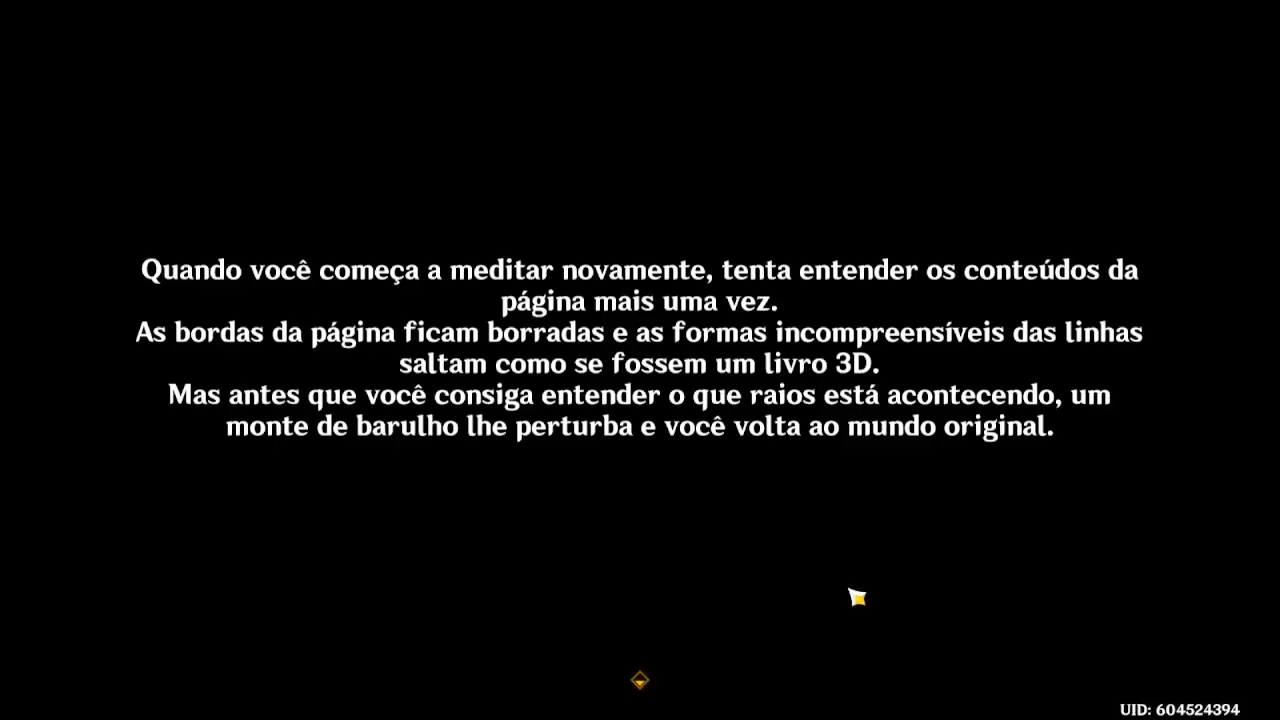 Quando você começa a meditar novamente, tenta entender os conteúdos da
página mais uma vez.
As bordas da página ficam borradas e as formas incompreensíveis das linhas
saltam como se fossem um livro 3D.
Mas antes que você consiga entender o que raios está acontecendo, um
monte de barulho lhe perturba e você volta ao mundo original.
UID: 604524394